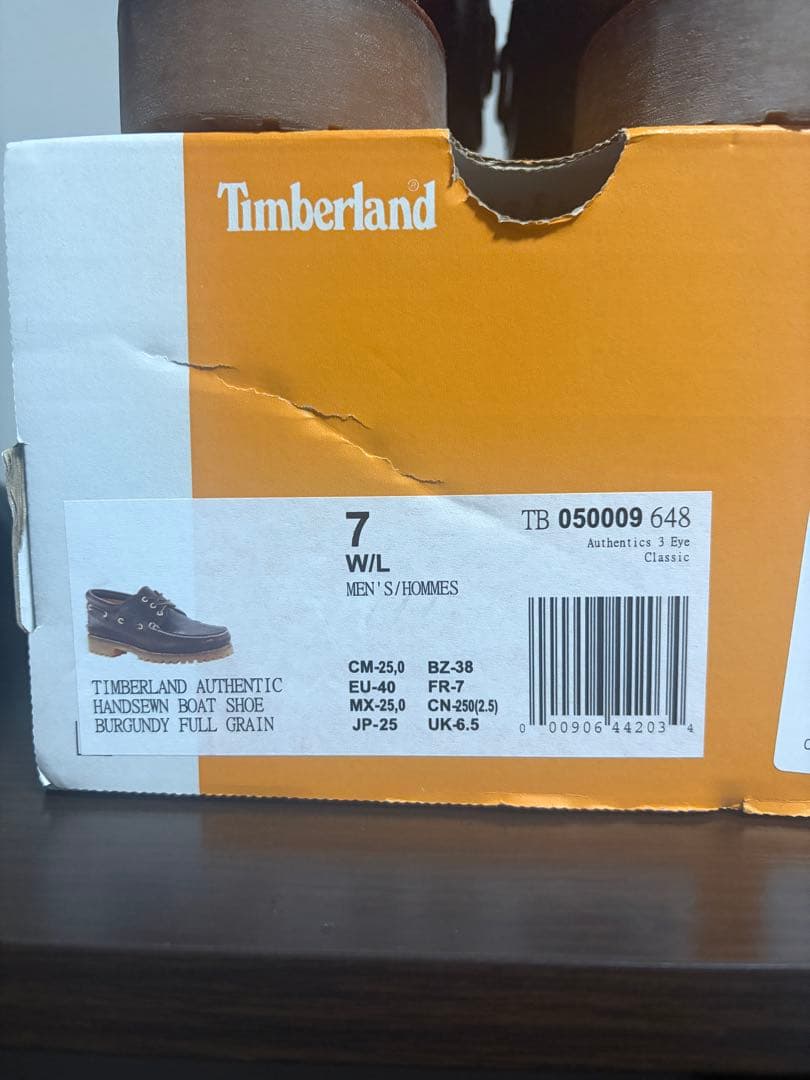 Timberland®
7
W/L
MEN'S/HOMMES
TB 050009 648
Authentics 3 Eye
Classic
TIMBERLAND AUTHENTIC
HANDSEWN BOAT SHOE
BURGUNDY FULL GRAIN
CM-25,0 BZ-38
EU-40 FR-7
MX-25,0 CN-250(2.5)
JP-25 UK-6.5
0 00906 44203 4